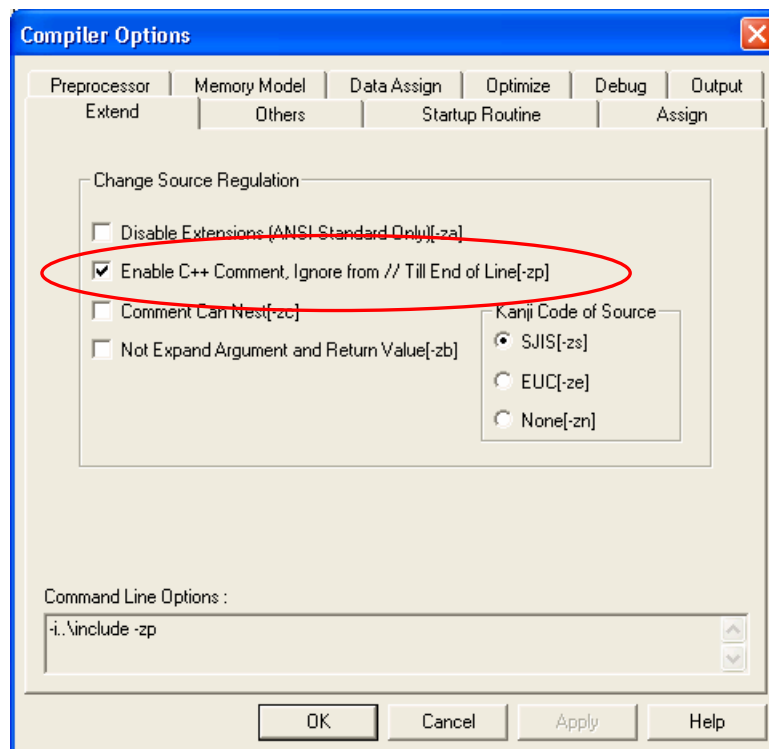 Compiler Options
Preprocessor Memory Model Data Assign Optimize Debug Output
Extend Others Startup Routine Assign
Change Source Regulation
Disable Extensions (ANSI Standard Only)[-za]
Enable C++ Comment, Ignore from // Till End of Line[-zp]
Comment Can Nest[-zc]
Not Expand Argument and Return Value[-zb]
Kanji Code of Source
SJIS[-zs]
EUC[-ze]
None[-zn]
Command Line Options :
-i..\include -zp
OK Cancel Apply Help